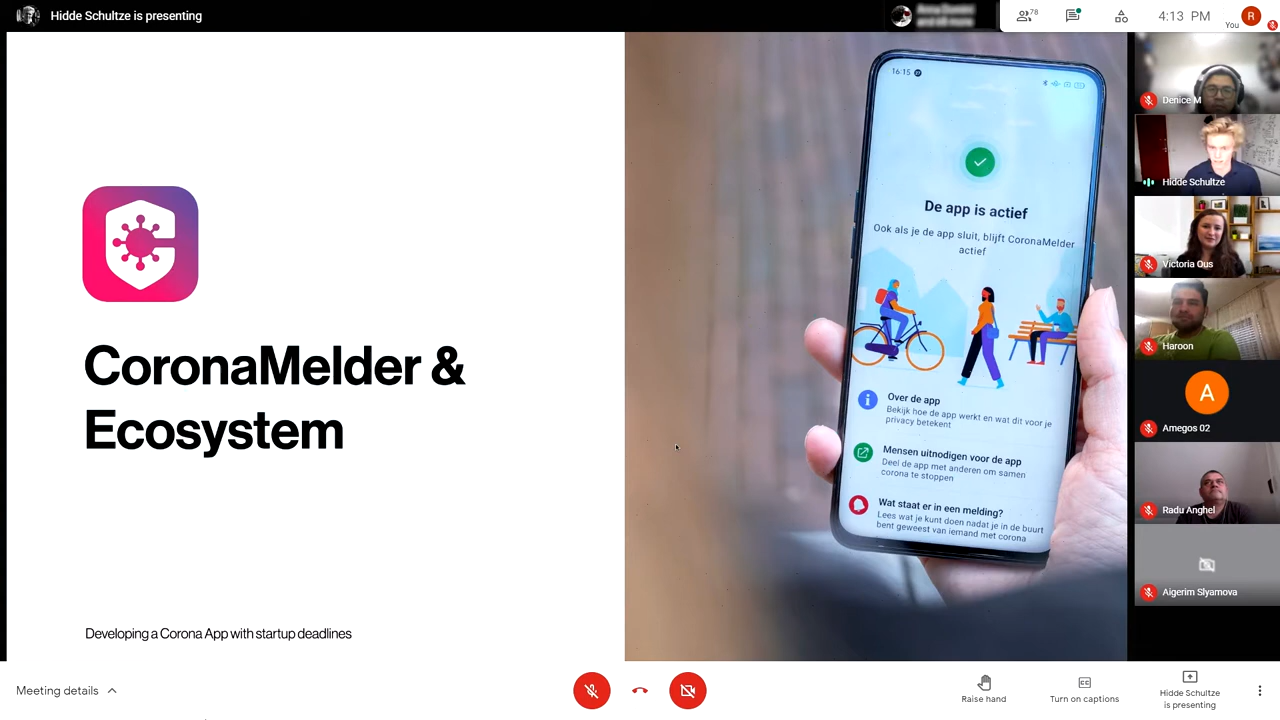 Hidde Schultze is presenting
78
4:13 PM
You
R
CoronaMelder &
Ecosystem
Developing a Corona App with startup deadlines
16:15
De app is actief
Ook als je de app sluit, blijft CoronaMelder
actief
Over de app
Bekijk hoe de app werkt en wat dit voor je
privacy betekent
Mensen uitnodigen voor de app
Deel de app met anderen om samen
corona te stoppen
Wat staat er in een melding?
Lees wat je kunt doen nadat je in de buurt
bent geweest van iemand met corona
Denice M
Hidde Schultze
Victoria Ous
Haroon
A
Amegos 02
Radu Anghel
Aigerim Slyamova
Meeting details
Raise hand
CC
Turn on captions
Hidde Schultze
is presenting